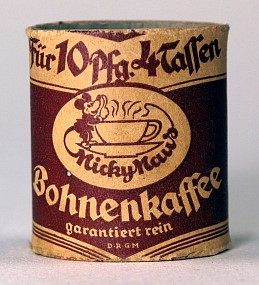 Für 10 Pfg. 4 Tassen
Micky Maus
Bohnenkaffee
garantiert rein
D·R·G·M